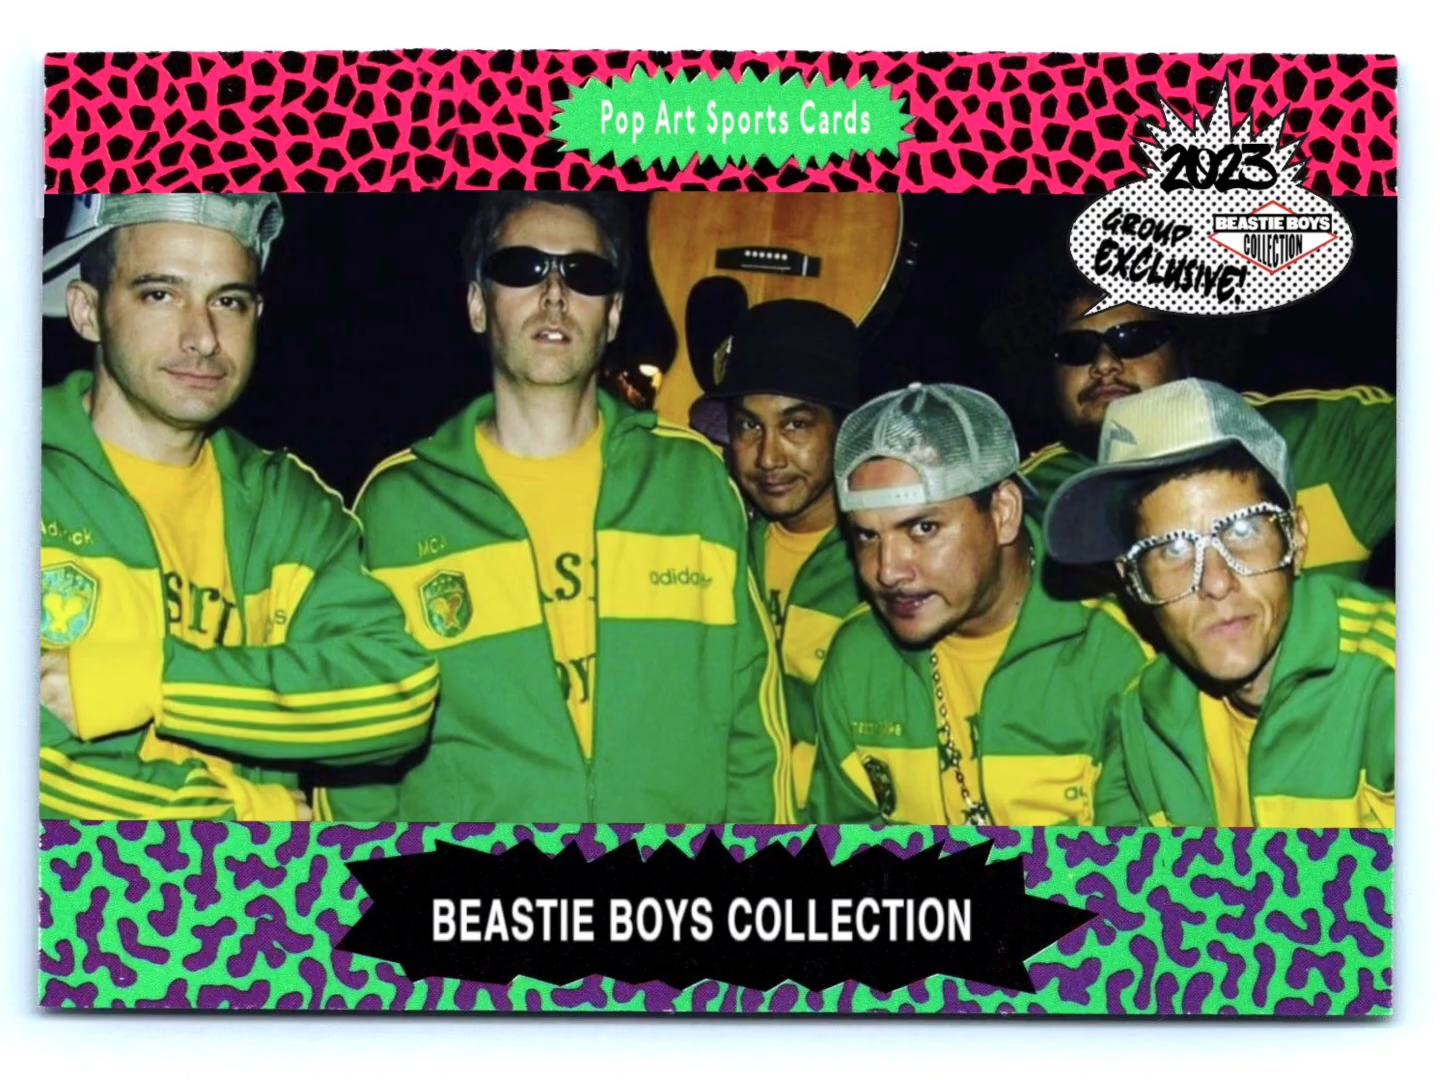 Pop Art Sports Cards
2023
GROUP
EXCLUSIVE!
BEASTIE BOYS
COLLECTION
MCA
adidas
BEASTIE BOYS COLLECTION